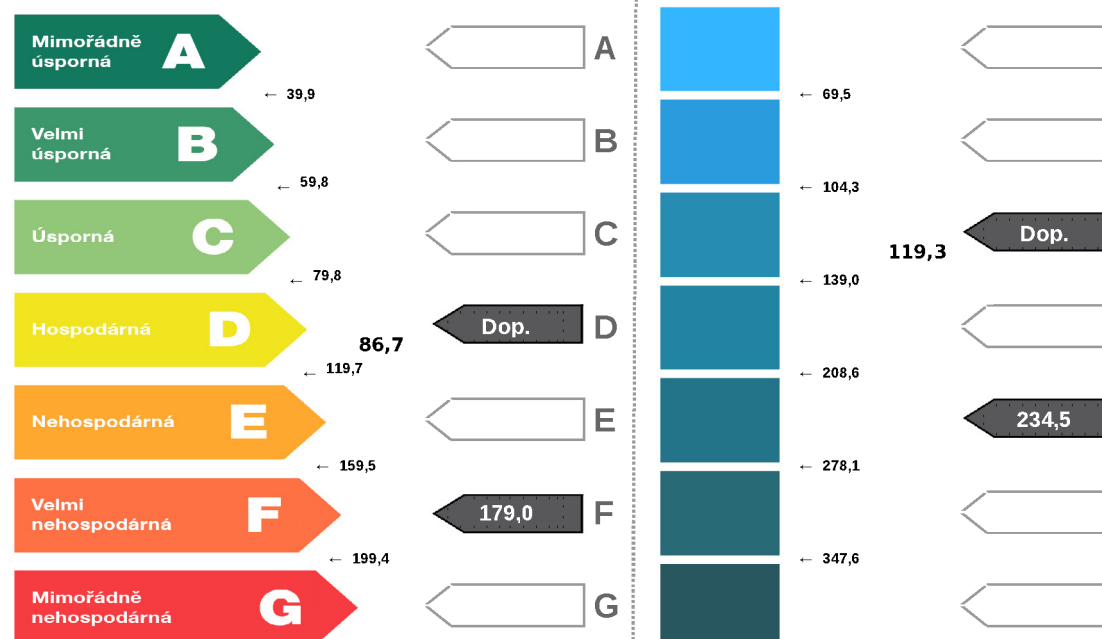 Mimořádně
úsporná
A
A
← 39,9
← 69,5
Velmi
úsporná
B
B
← 59,8
← 104,3
Úsporná
C
C
Dop.
119,3
← 79,8
← 139,0
Hospodárná
D
Dop.
D
86,7
← 119,7
← 208,6
Nehospodárná
E
E
234,5
← 159,5
← 278,1
Velmi
nehospodárná
F
179,0
F
← 199,4
← 347,6
Mimořádně
nehospodárná
G
G